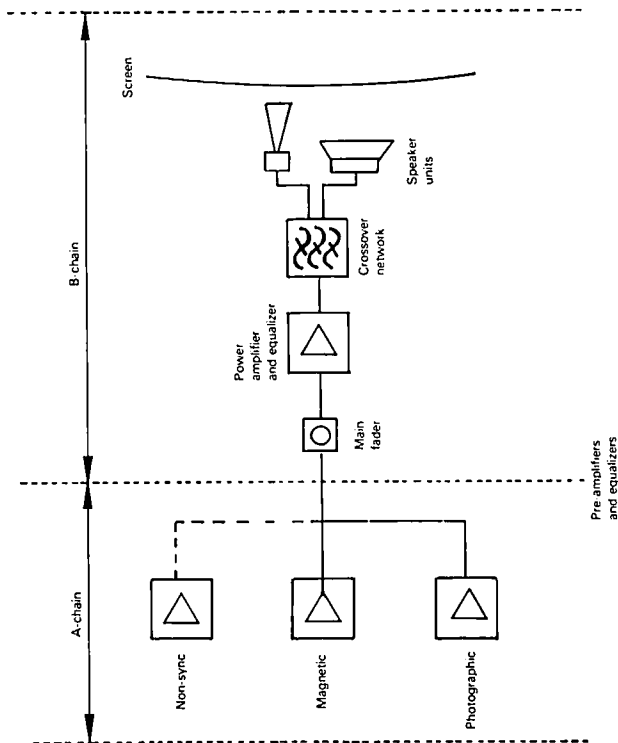 A-chain
B-chain
Screen
Non-sync
Power
amplifier
and equalizer
Magnetic
Main
fader
Crossover
network
Speaker
units
Photographic
Pre-amplifiers
and equalizers